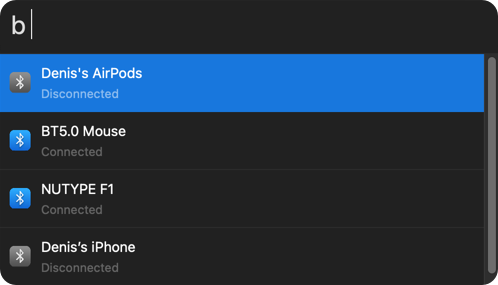 b
Denis's AirPods
Disconnected
BT5.0 Mouse
Connected
NUTYPE F1
Connected
Denis’s iPhone
Disconnected